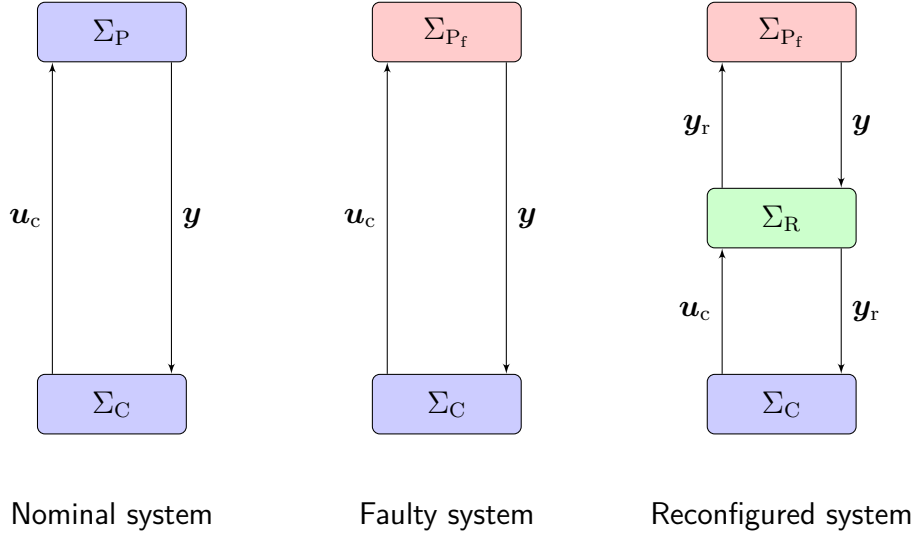 Σ_P
Σ_{P_f}
Σ_{P_f}
y_r
y
u_c
y
u_c
y
Σ_R
u_c
y_r
Σ_C
Σ_C
Σ_C
Nominal system
Faulty system
Reconfigured system